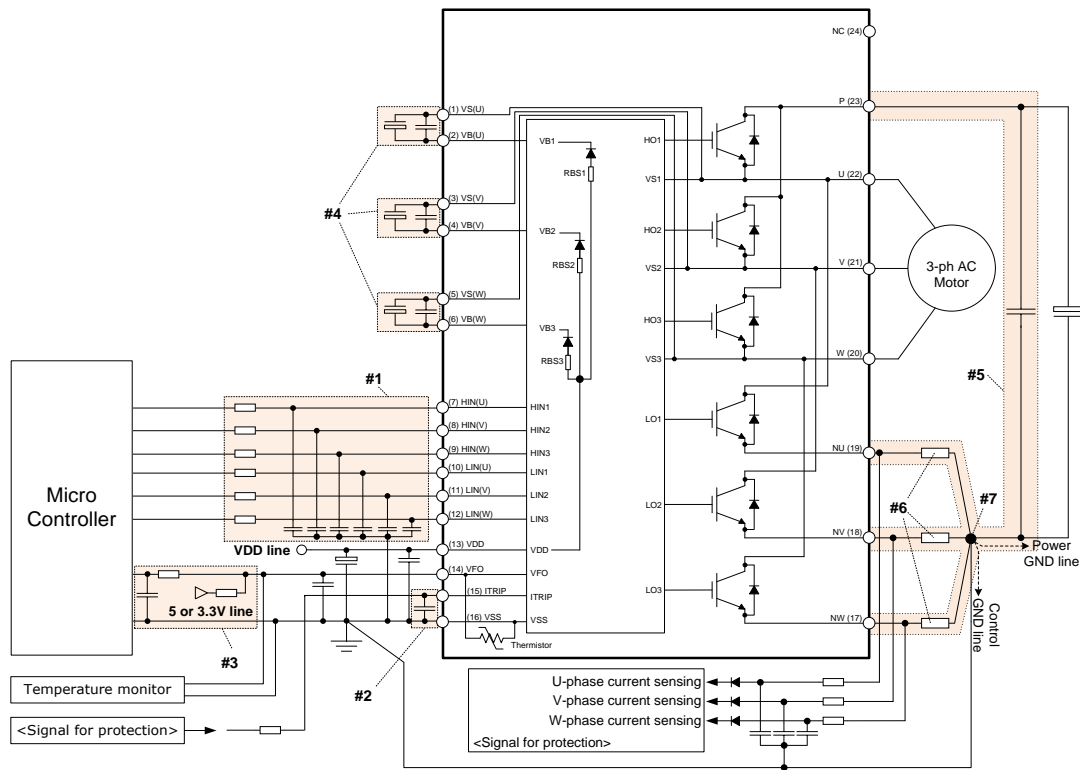 NC (24)
(1) VS(U)
P (23)
(2) VB(U)
VB1
HO1
RBS1
VS1
U (22)
#4
(3) VS(V)
(4) VB(V)
VB2
HO2
RBS2
VS2
V (21)
3-ph AC
Motor
(5) VS(W)
(6) VB(W)
VB3
HO3
RBS3
VS3
W (20)
#5
#1
(7) HIN(U)
HIN1
(8) HIN(V)
HIN2
(9) HIN(W)
HIN3
(10) LIN(U)
LIN1
(11) LIN(V)
LIN2
(12) LIN(W)
LIN3
LO1
NU (19)
Micro
Controller
#6
#7
LO2
NV (18)
Power
GND line
VDD line
(13) VDD
VDD
(14) VFO
VFO
(15) ITRIP
ITRIP
5 or 3.3V line
(16) VSS
VSS
LO3
NW (17)
Control
GND line
Thermistor
#3
#2
Temperature monitor
<Signal for protection>
U-phase current sensing
V-phase current sensing
W-phase current sensing
<Signal for protection>